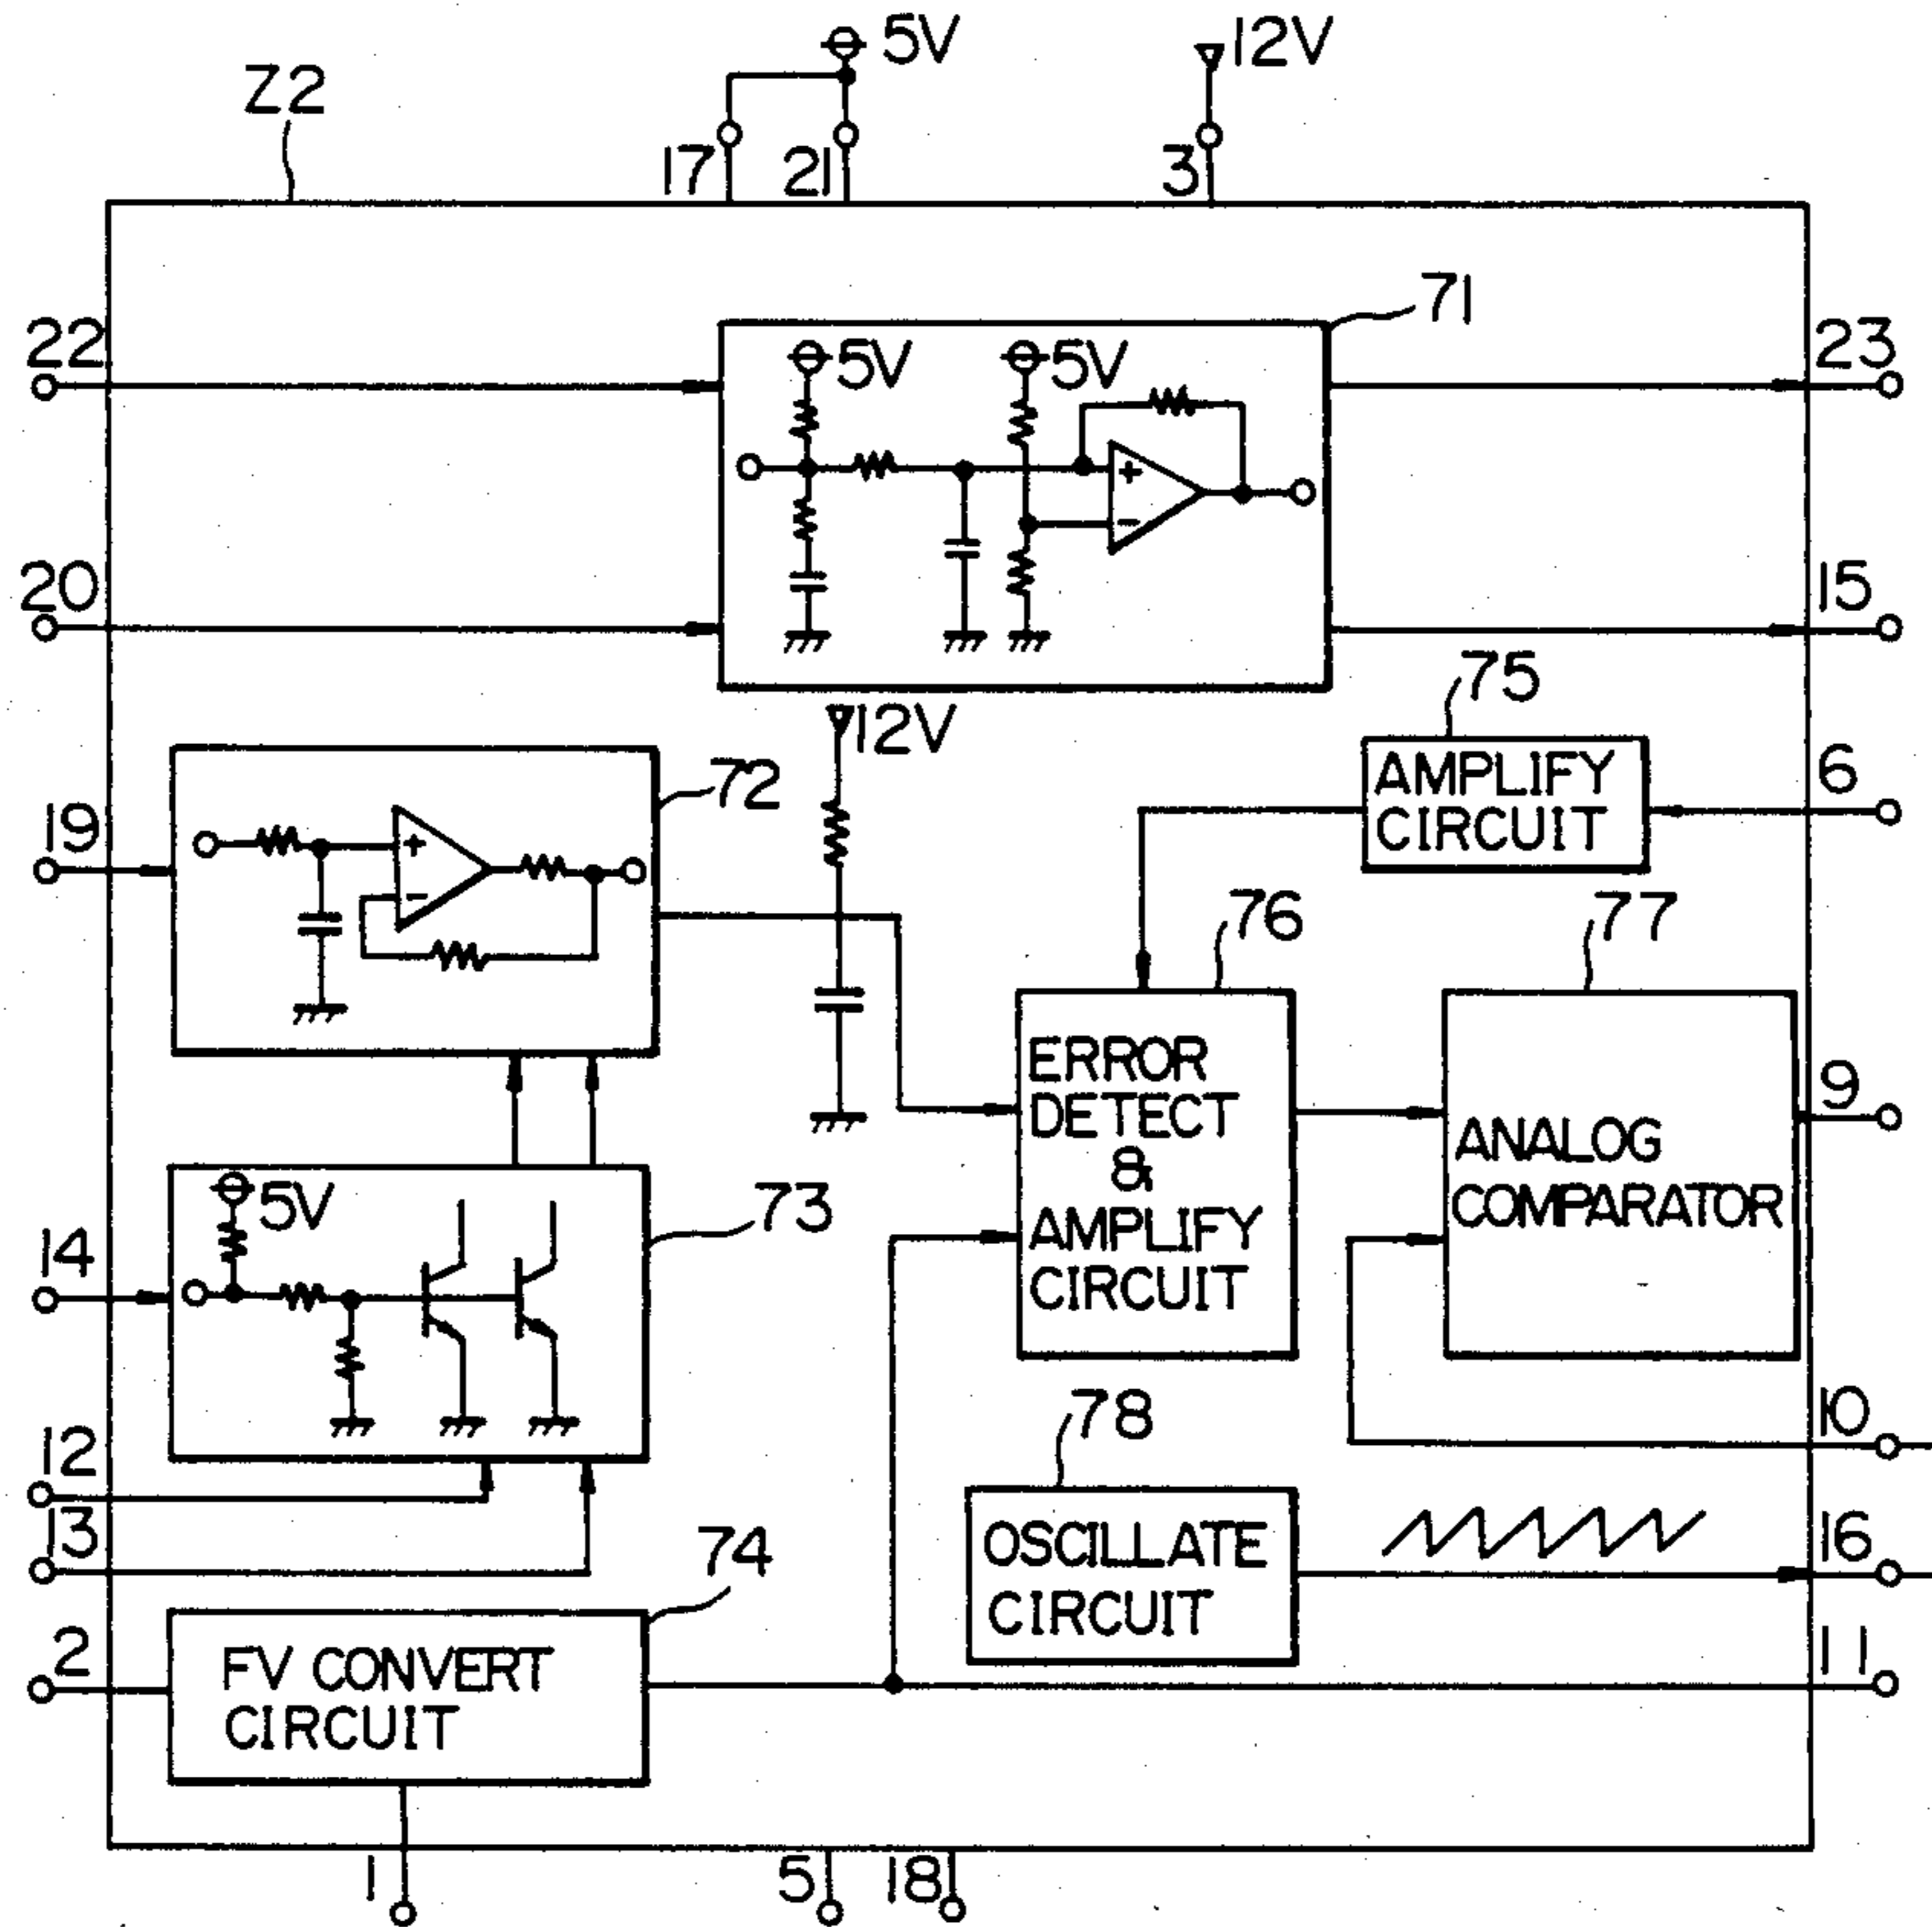 5V
12V
Z2
17
21
3
71
22
23
5V
5V
+
-
20
15
75
12V
72
AMPLIFY
CIRCUIT
6
19
+
-
76
77
ERROR
DETECT
&
AMPLIFY
CIRCUIT
ANALOG
COMPARATOR
9
73
5V
14
78
10
12
13
74
OSCILLATE
CIRCUIT
16
2
FV CONVERT
CIRCUIT
11
1
5
18